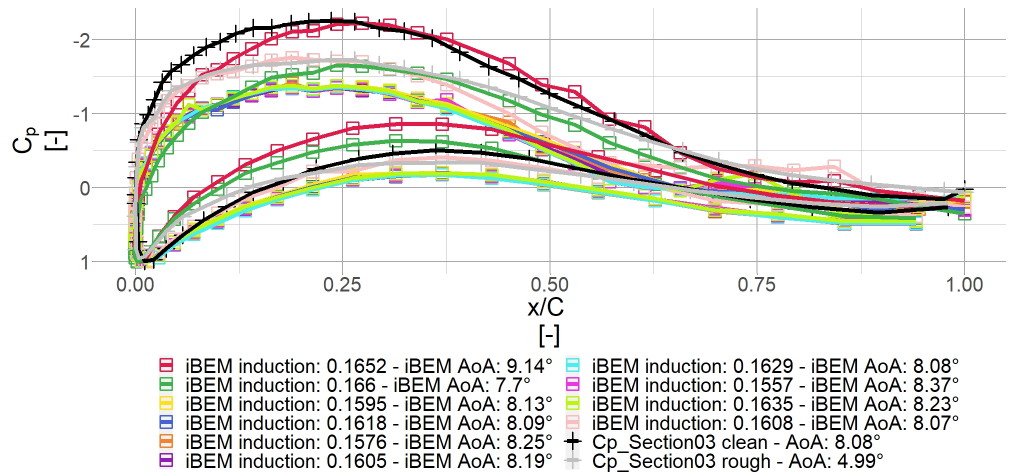 -2
-1
0
1
Cp
[-]
0.00 0.25 0.50 0.75 1.00
x/C
[-]
iBEM induction: 0.1652 - iBEM AoA: 9.14°
iBEM induction: 0.166 - iBEM AoA: 7.7°
iBEM induction: 0.1595 - iBEM AoA: 8.13°
iBEM induction: 0.1618 - iBEM AoA: 8.09°
iBEM induction: 0.1576 - iBEM AoA: 8.25°
iBEM induction: 0.1605 - iBEM AoA: 8.19°
iBEM induction: 0.1629 - iBEM AoA: 8.08°
iBEM induction: 0.1557 - iBEM AoA: 8.37°
iBEM induction: 0.1635 - iBEM AoA: 8.23°
iBEM induction: 0.1608 - iBEM AoA: 8.07°
Cp_Section03 clean - AoA: 8.08°
Cp_Section03 rough - AoA: 4.99°